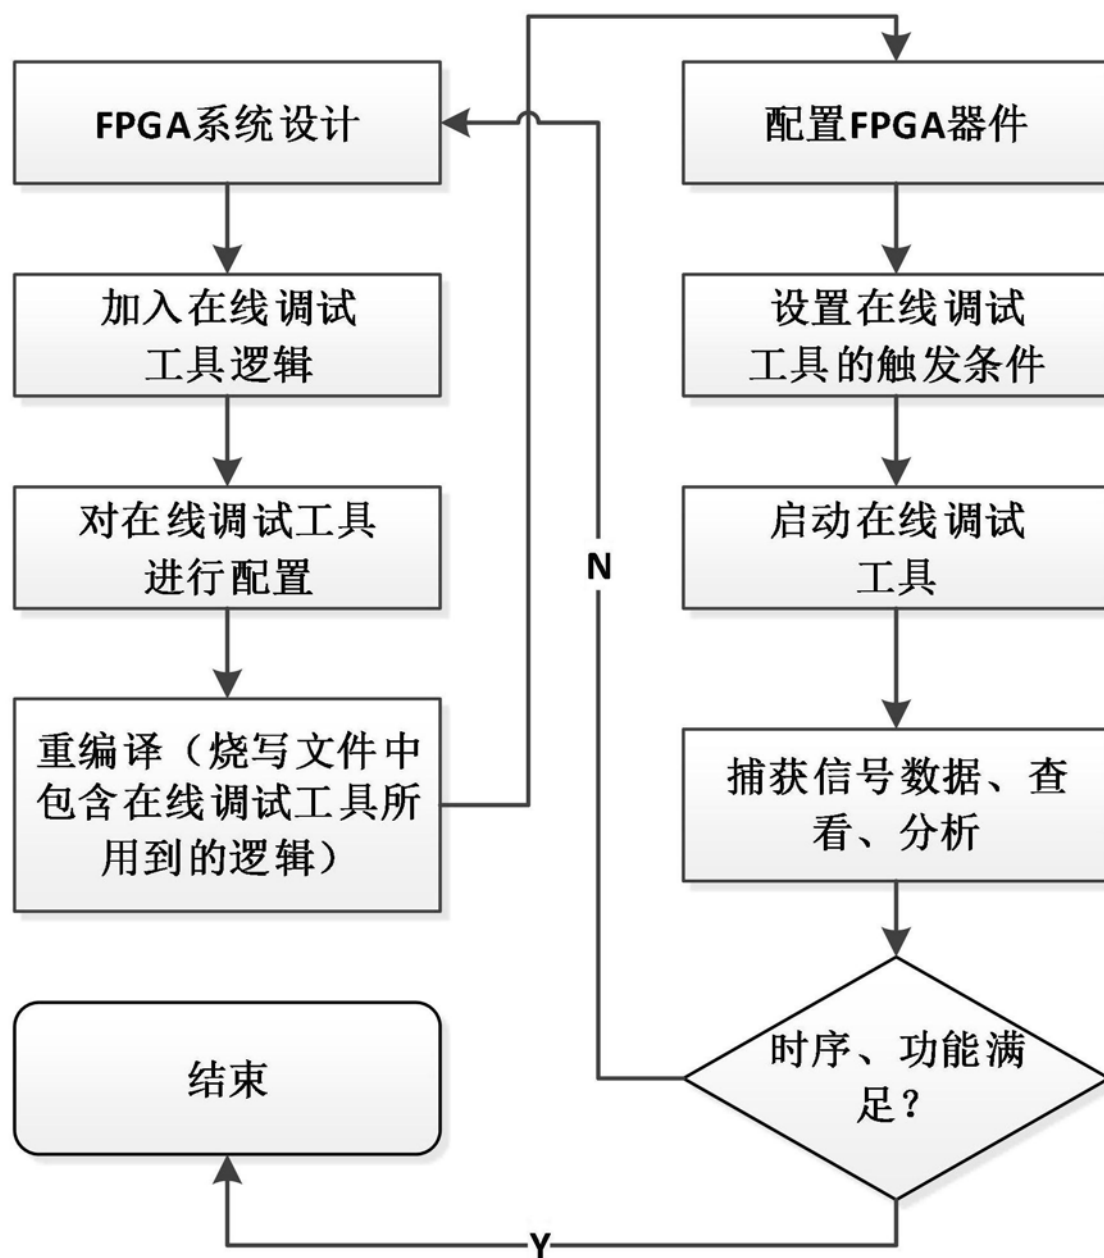 FPGA系统设计
加入在线调试
工具逻辑
对在线调试工具
进行配置
重编译（烧写文件中
包含在线调试工具所
用到的逻辑）
配置FPGA器件
设置在线调试
工具的触发条件
启动在线调试
工具
捕获信号数据、查
看、分析
时序、功能满
足？
N
Y
结束